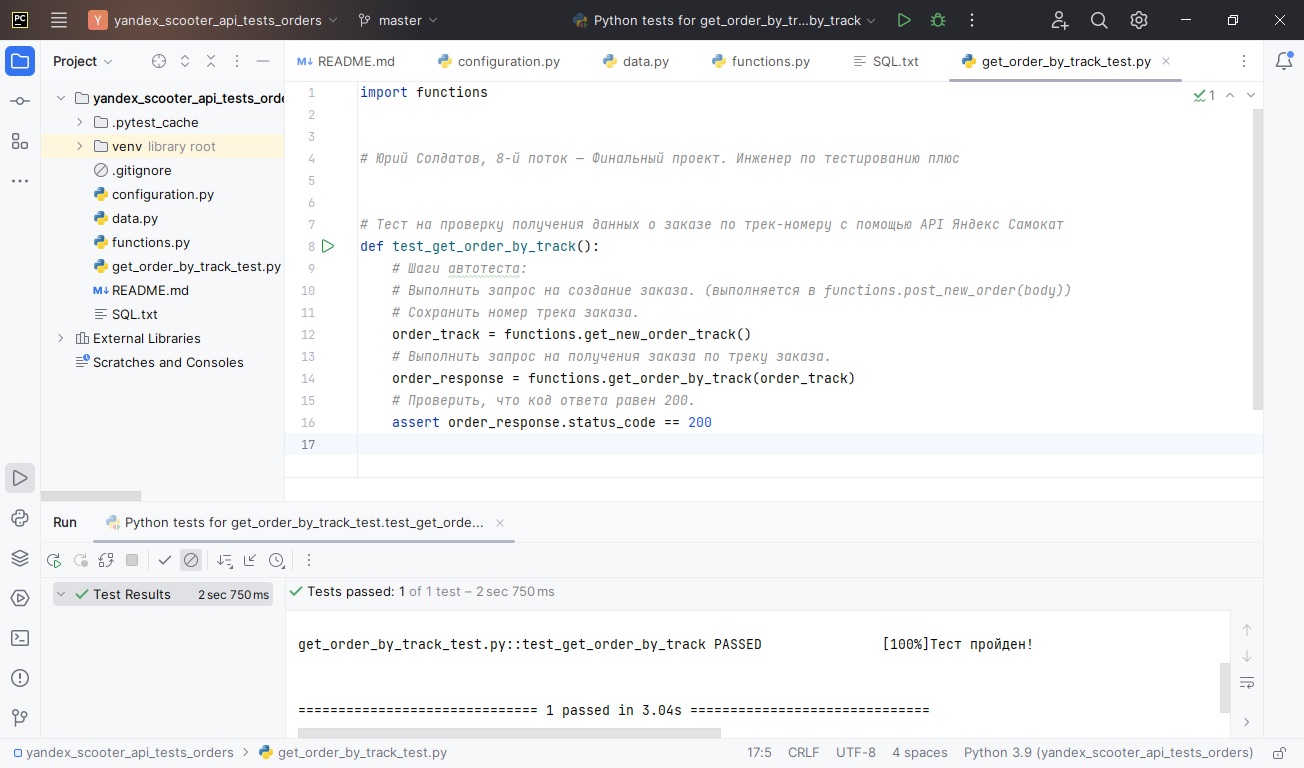 PC
Y yandex_scooter_api_tests_orders master Python tests for get_order_by_tr...by_track
Project
README.md configuration.py data.py functions.py SQL.txt get_order_by_track_test.py
yandex_scooter_api_tests_orde
.pytest_cache
venv library root
.gitignore
configuration.py
data.py
functions.py
get_order_by_track_test.py
README.md
SQL.txt
External Libraries
Scratches and Consoles
1
1 import functions
2
3
4 # Юрий Солдатов, 8-й поток — Финальный проект. Инженер по тестированию плюс
5
6
7 # Тест на проверку получения данных о заказе по трек-номеру с помощью API Яндекс Самокат
8 def test_get_order_by_track():
9 # Шаги автотеста:
10 # Выполнить запрос на создание заказа. (выполняется в functions.post_new_order(body))
11 # Сохранить номер трека заказа.
12 order_track = functions.get_new_order_track()
13 # Выполнить запрос на получения заказа по треку заказа.
14 order_response = functions.get_order_by_track(order_track)
15 # Проверить, что код ответа равен 200.
16 assert order_response.status_code == 200
17
Run Python tests for get_order_by_track_test.test_get_orde...
Test Results 2 sec 750 ms
Tests passed: 1 of 1 test – 2 sec 750 ms
get_order_by_track_test.py::test_get_order_by_track PASSED [100%]Тест пройден!
============================== 1 passed in 3.04s ==============================
yandex_scooter_api_tests_orders > get_order_by_track_test.py 17:5 CRLF UTF-8 4 spaces Python 3.9 (yandex_scooter_api_tests_orders)